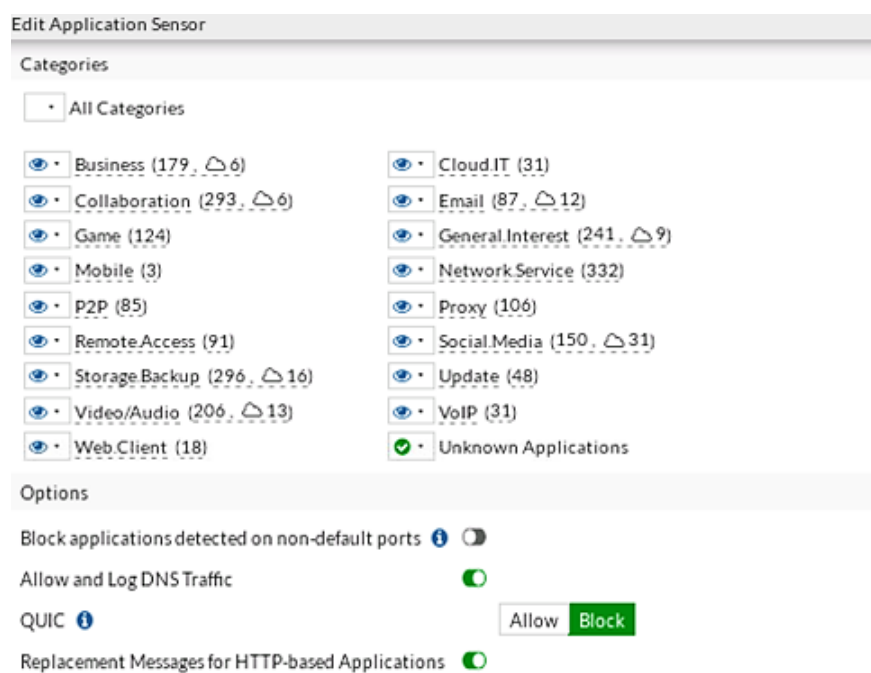 Edit Application Sensor
Categories
All Categories
Business (179, 6)
Cloud.IT (31)
Collaboration (293, 6)
Email (87, 12)
Game (124)
General.Interest (241, 9)
Mobile (3)
Network.Service (332)
P2P (85)
Proxy (106)
Remote.Access (91)
Social.Media (150, 31)
Storage.Backup (296, 16)
Update (48)
Video/Audio (206, 13)
VoIP (31)
Web.Client (18)
Unknown Applications
Options
Block applications detected on non-default ports
Allow and Log DNS Traffic
QUIC Allow Block
Replacement Messages for HTTP-based Applications